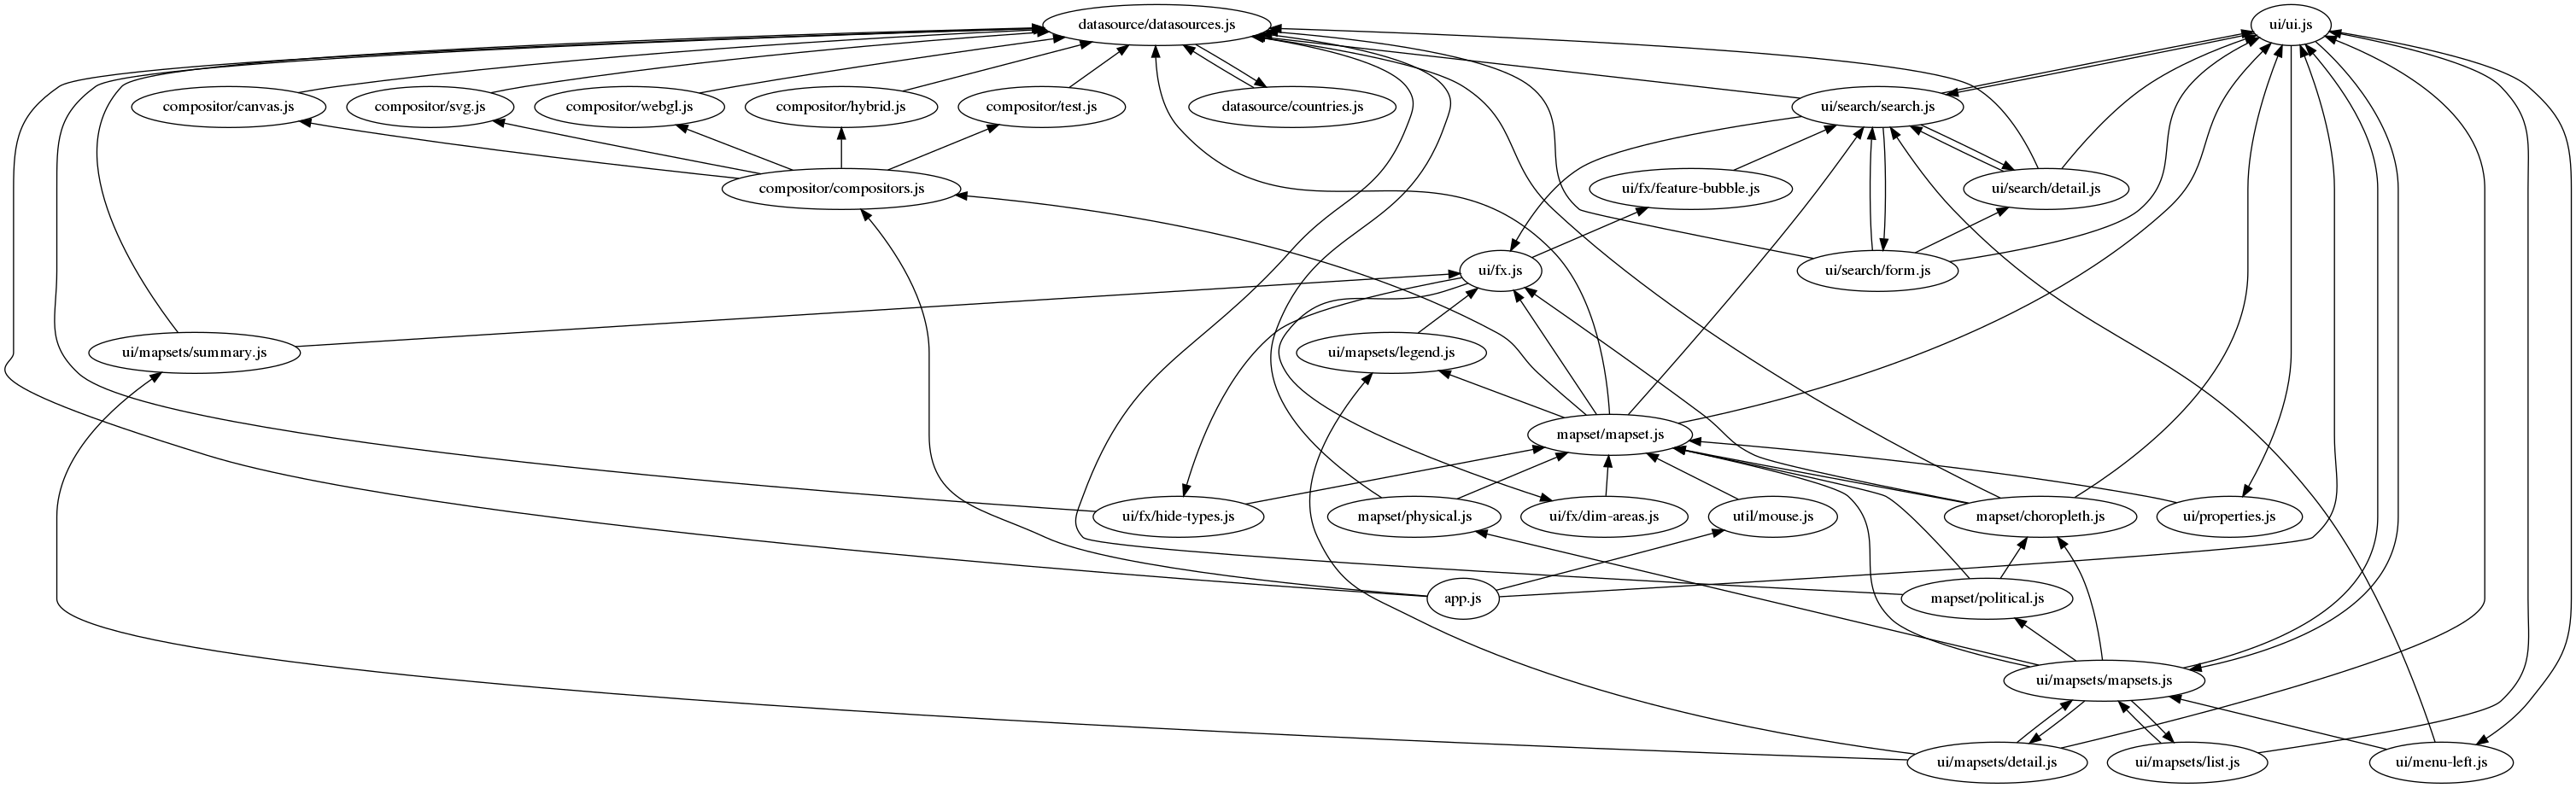 datasource/datasources.js
ui/ui.js
compositor/canvas.js
compositor/svg.js
compositor/webgl.js
compositor/hybrid.js
compositor/test.js
datasource/countries.js
ui/search/search.js
compositor/compositors.js
ui/fx/feature-bubble.js
ui/search/detail.js
ui/fx.js
ui/search/form.js
ui/mapsets/summary.js
ui/mapsets/legend.js
mapset/mapset.js
ui/fx/hide-types.js
mapset/physical.js
ui/fx/dim-areas.js
util/mouse.js
mapset/choropleth.js
ui/properties.js
app.js
mapset/political.js
ui/mapsets/mapsets.js
ui/mapsets/detail.js
ui/mapsets/list.js
ui/menu-left.js